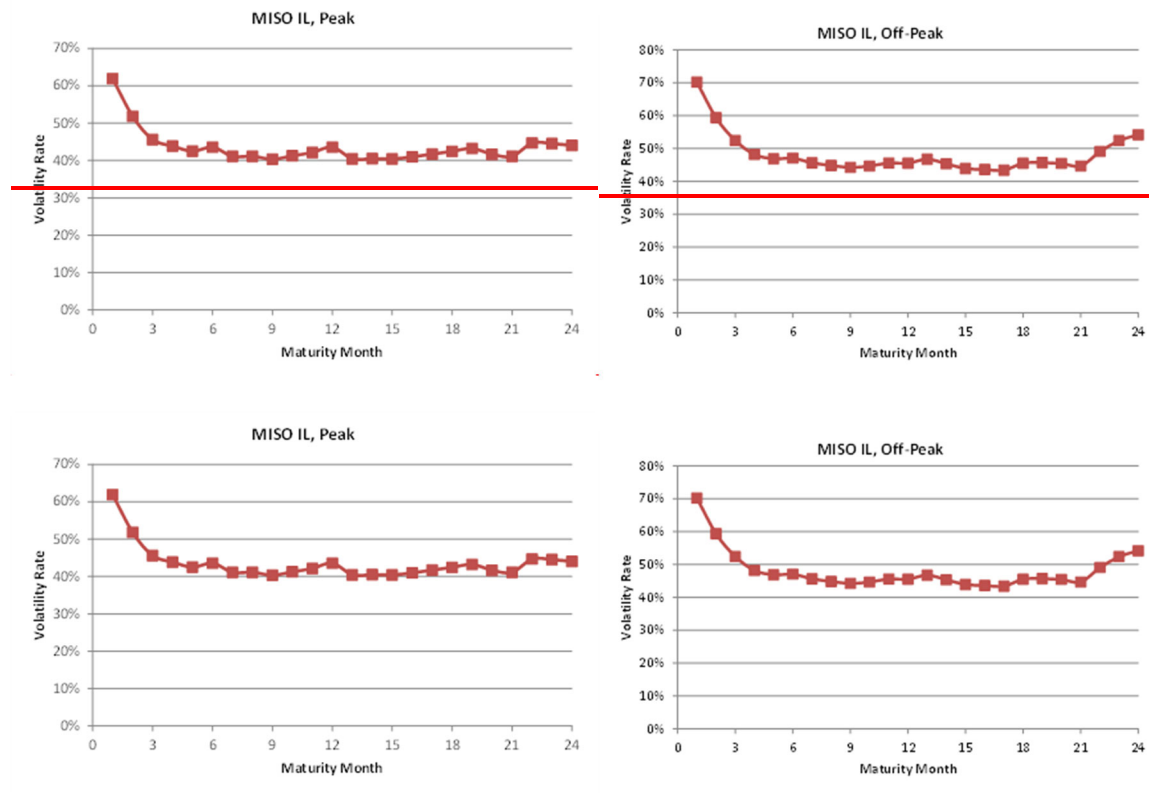 MISO IL, Peak
Volatility Rate
70%
60%
50%
40%
30%
20%
10%
0%
0 3 6 9 12 15 18 21 24
Maturity Month
MISO IL, Off-Peak
Volatility Rate
80%
70%
60%
50%
40%
30%
20%
10%
0%
0 3 6 9 12 15 18 21 24
Maturity Month
MISO IL, Peak
Volatility Rate
70%
60%
50%
40%
30%
20%
10%
0%
0 3 6 9 12 15 18 21 24
Maturity Month
MISO IL, Off-Peak
Volatility Rate
80%
70%
60%
50%
40%
30%
20%
10%
0%
0 3 6 9 12 15 18 21 24
Maturity Month